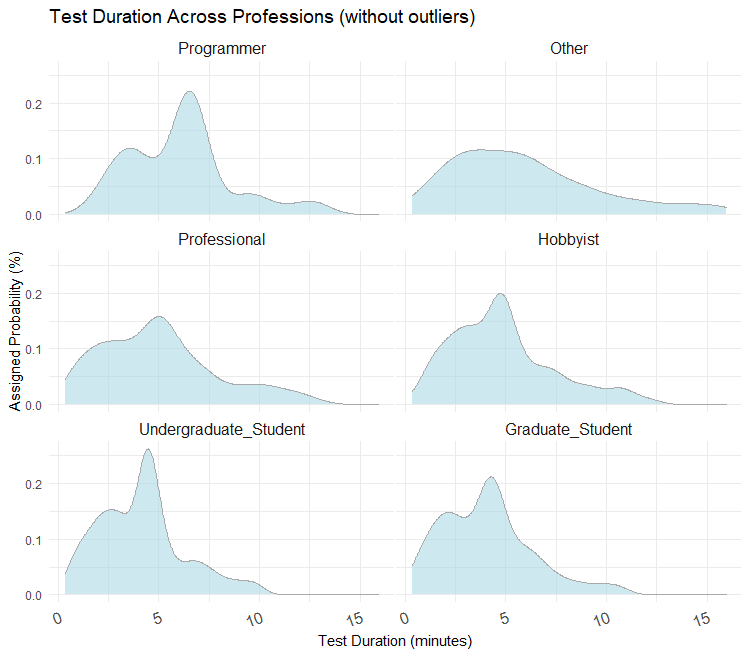 Test Duration Across Professions (without outliers)
Programmer
Other
0.2
0.1
0.0
Professional
Hobbyist
0.2
0.1
0.0
Undergraduate_Student
Graduate_Student
0.2
0.1
0.0
0 5 10 15 0 5 10 15
Test Duration (minutes)
Assigned Probability (%)